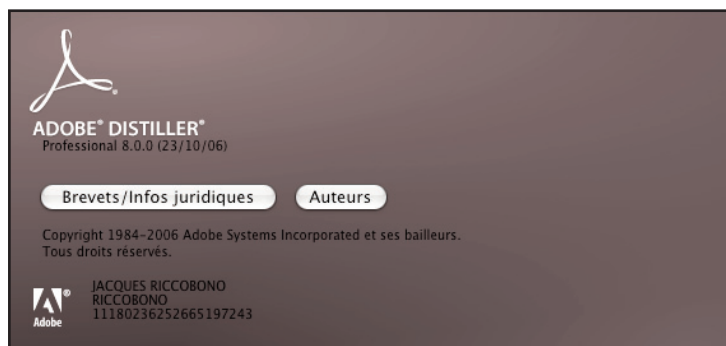 ADOBE® DISTILLER®
Professional 8.0.0 (23/10/06)
Brevets/Infos juridiques
Auteurs
Copyright 1984–2006 Adobe Systems Incorporated et ses bailleurs.
Tous droits réservés.
JACQUES RICCOBONO
RICCOBONO
11180236252665197243
Adobe